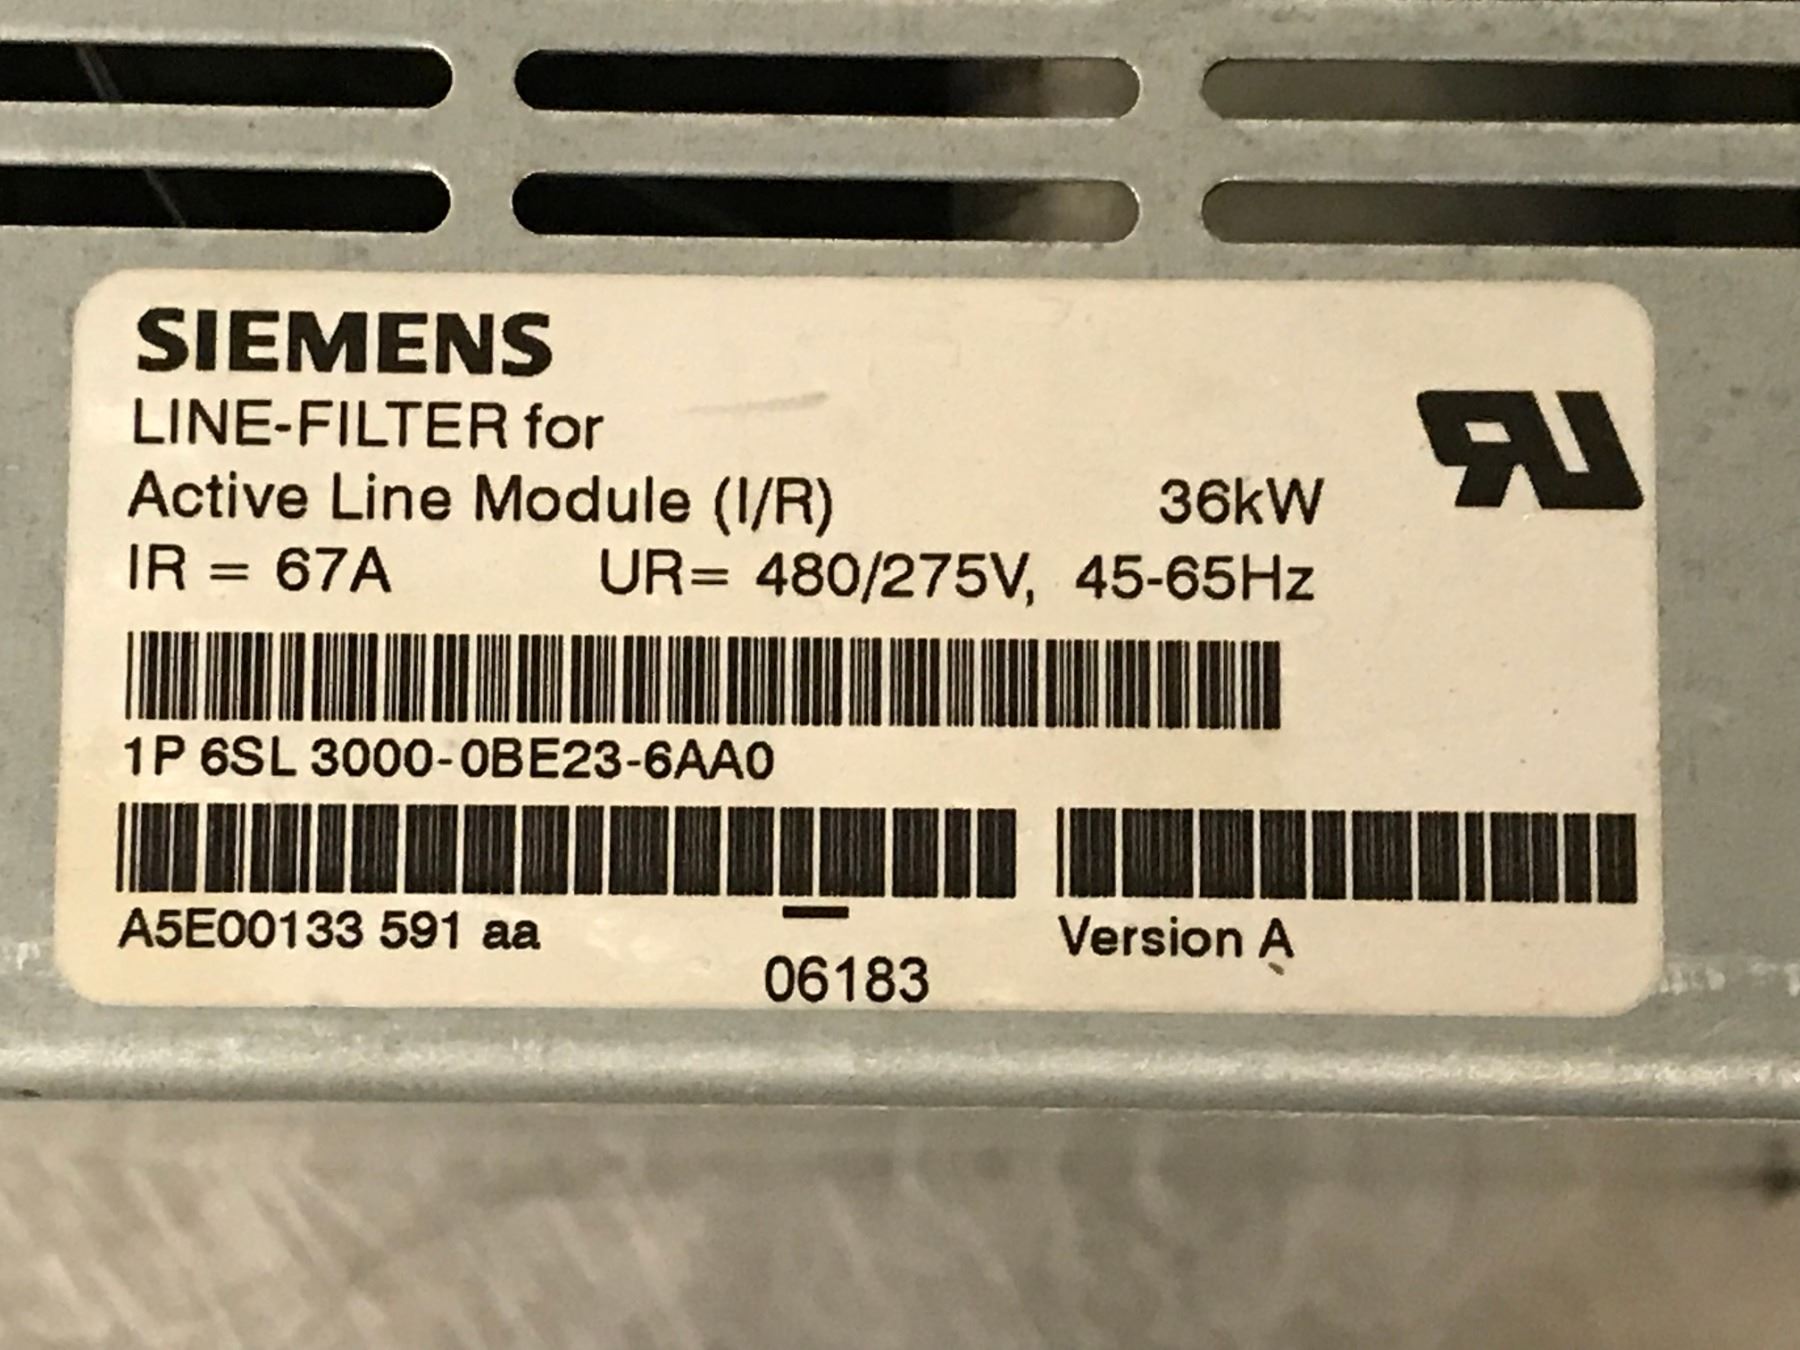 SIEMENS
LINE-FILTER for
Active Line Module (I/R) 36kW
IR = 67A UR= 480/275V, 45-65Hz
1P 6SL 3000-0BE23-6AA0
A5E00133 591 aa
Version A
06183